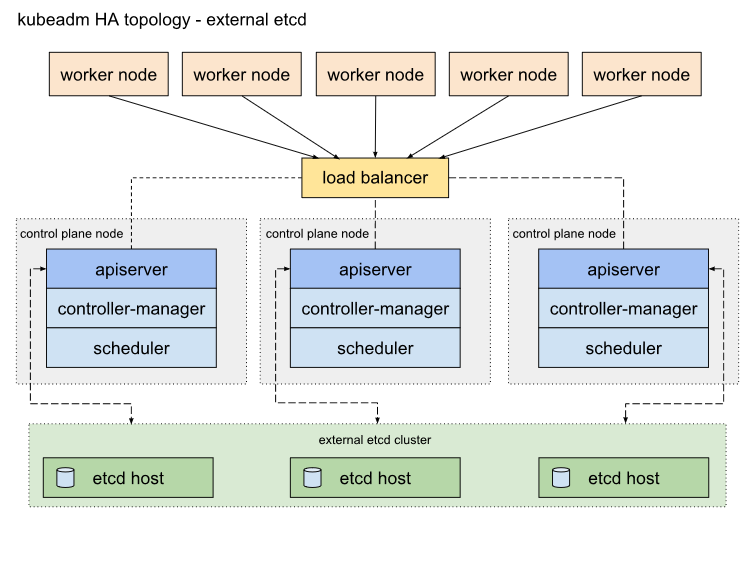 kubeadm HA topology - external etcd
worker node
worker node
worker node
worker node
worker node
load balancer
control plane node
control plane node
control plane node
apiserver
apiserver
apiserver
controller-manager
controller-manager
controller-manager
scheduler
scheduler
scheduler
external etcd cluster
etcd host
etcd host
etcd host